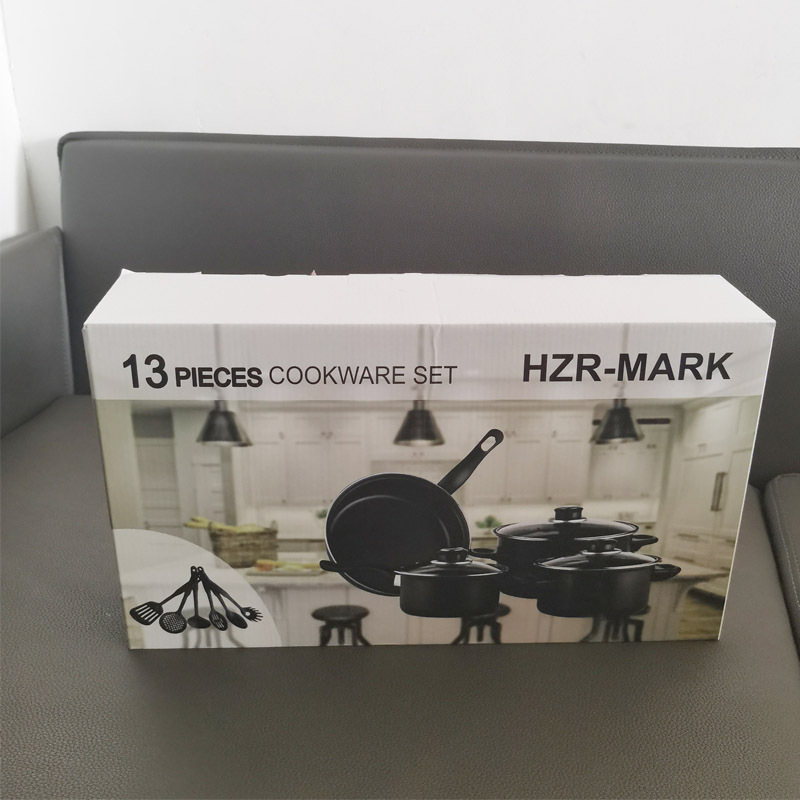 13 PIECES COOKWARE SET
HZR-MARK